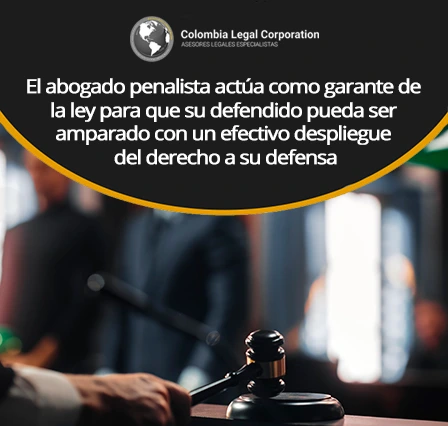 Colombia Legal Corporation
ASESORES LEGALES ESPECIALISTAS
El abogado penalista actúa como garante de
la ley para que su defendido pueda ser
amparado con un efectivo despliegue
del derecho a su defensa